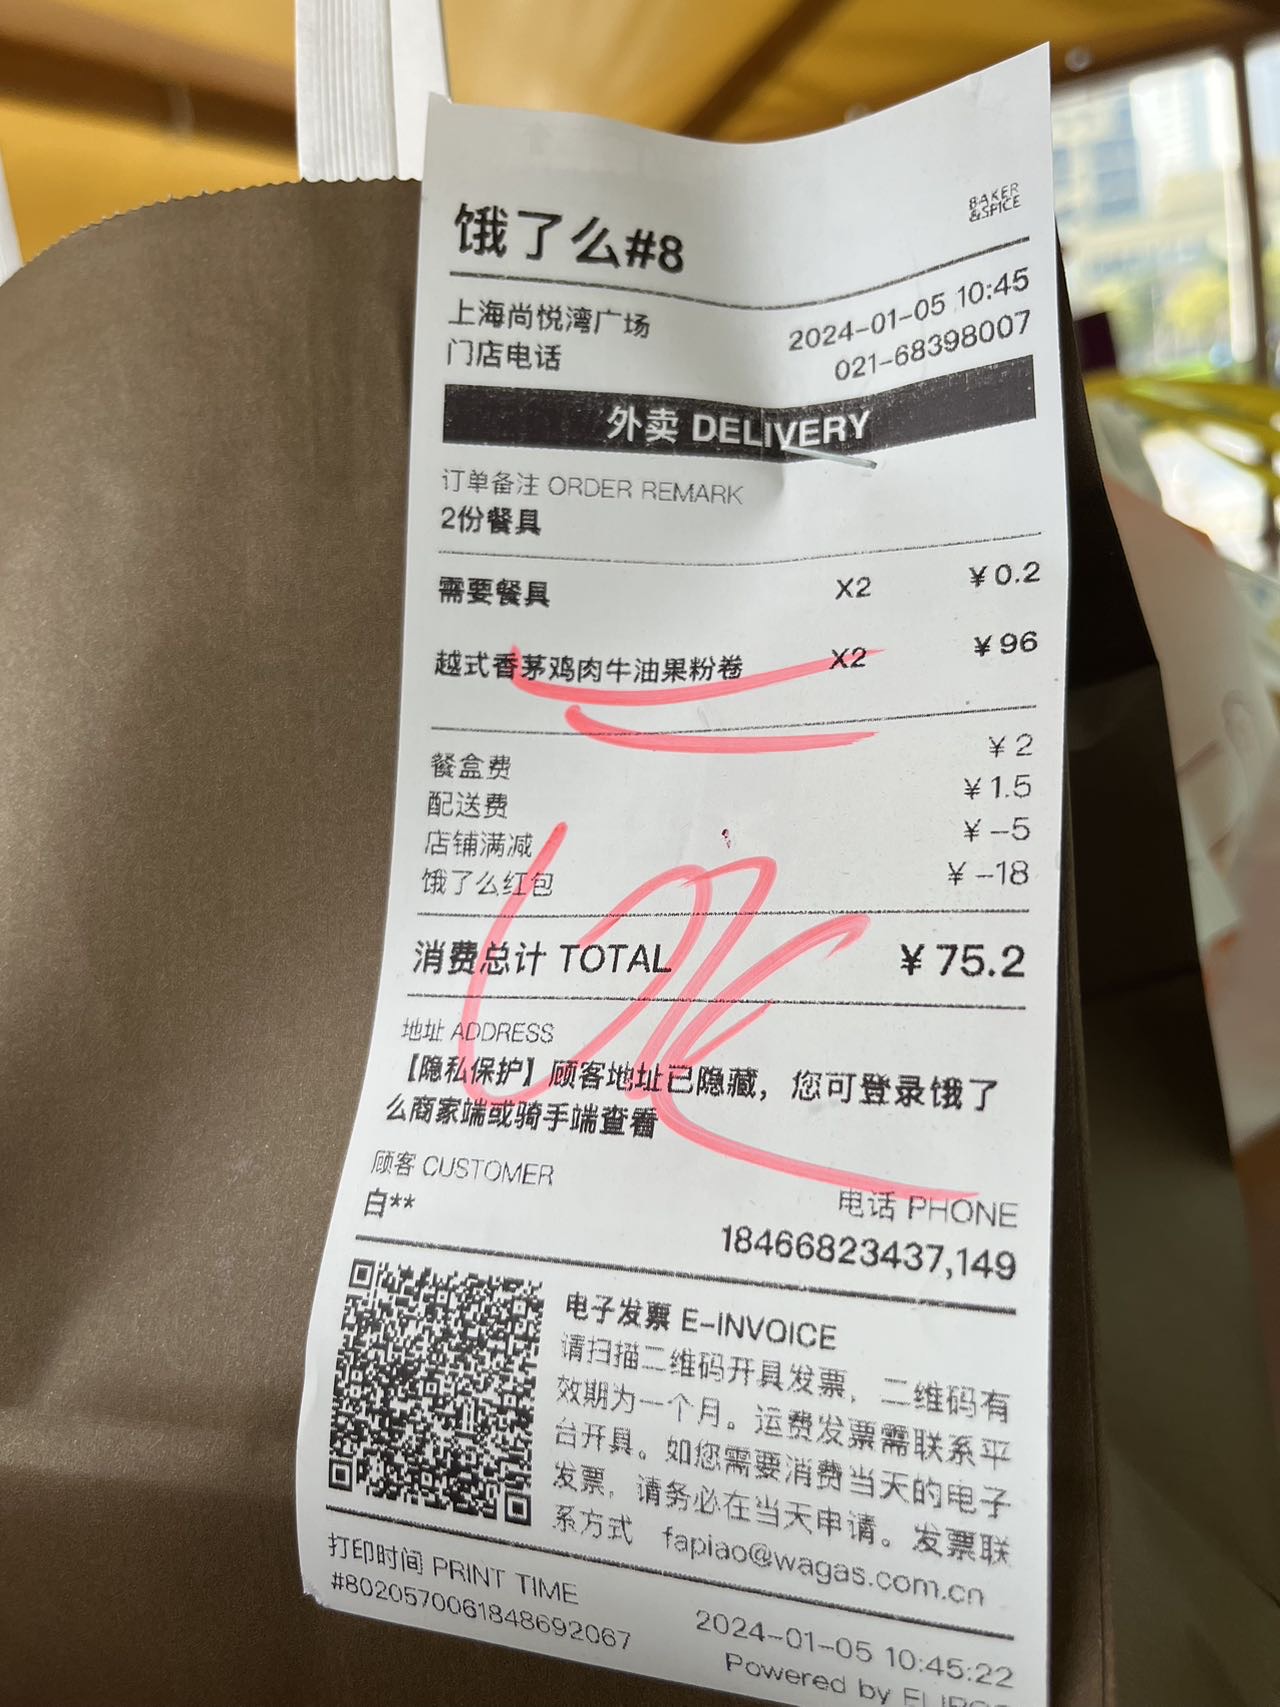 BAKER
&SPICE
饿了么#8
上海尚悦湾广场 2024-01-05 10:45
门店电话 021-68398007
外卖 DELIVERY
订单备注 ORDER REMARK
2份餐具
需要餐具 X2 ¥0.2
越式香茅鸡肉牛油果粉卷 X2 ¥96
餐盒费 ¥2
配送费 ¥1.5
店铺满减 ¥-5
饿了么红包 ¥-18
消费总计 TOTAL ¥75.2
地址 ADDRESS
【隐私保护】顾客地址已隐藏，您可登录饿了
么商家端或骑手端查看
顾客 CUSTOMER 电话 PHONE
白** 18466823437,149
电子发票 E-INVOICE
请扫描二维码开具发票，二维码有
效期为一个月。运费发票需联系平
台开具。如您需要消费当天的电子
发票，请务必在当天申请。发票联
系方式 fapiao@wagas.com.cn
打印时间 PRINT TIME 2024-01-05 10:45:22
#8020570061848692067
Powered by